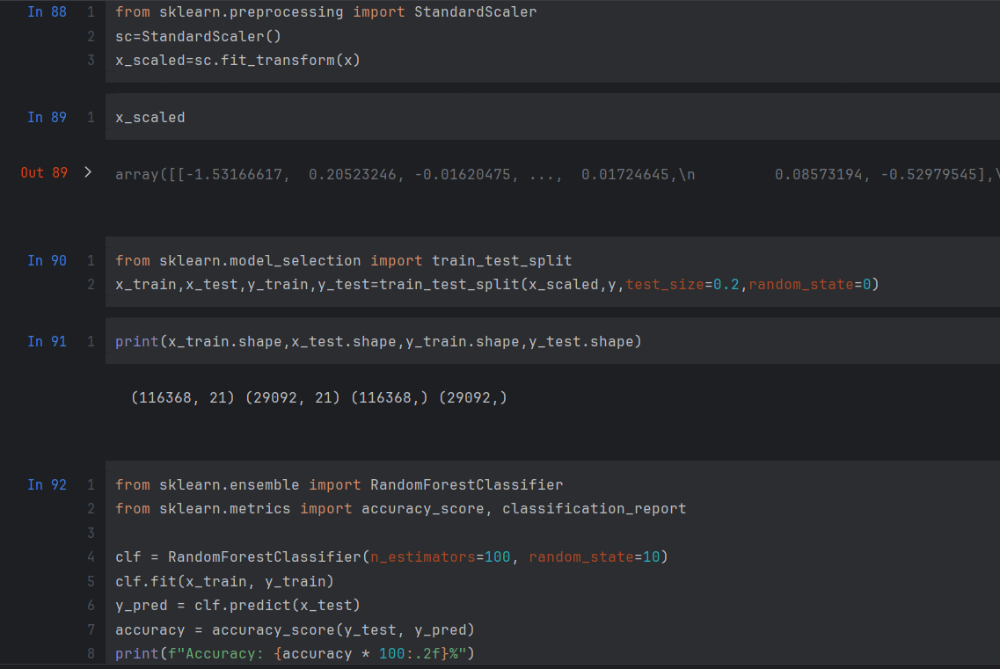 In 88 1 from sklearn.preprocessing import StandardScaler
2 sc=StandardScaler()
3 x_scaled=sc.fit_transform(x)
In 89 1 x_scaled
Out 89 > array([[-1.53166617,  0.20523246, -0.01620475, ...,  0.01724645,\n         0.08573194, -0.52979545],\
In 90 1 from sklearn.model_selection import train_test_split
2 x_train,x_test,y_train,y_test=train_test_split(x_scaled,y,test_size=0.2,random_state=0)
In 91 1 print(x_train.shape,x_test.shape,y_train.shape,y_test.shape)
(116368, 21) (29092, 21) (116368,) (29092,)
In 92 1 from sklearn.ensemble import RandomForestClassifier
2 from sklearn.metrics import accuracy_score, classification_report
3
4 clf = RandomForestClassifier(n_estimators=100, random_state=10)
5 clf.fit(x_train, y_train)
6 y_pred = clf.predict(x_test)
7 accuracy = accuracy_score(y_test, y_pred)
8 print(f"Accuracy: {accuracy * 100:.2f}%")